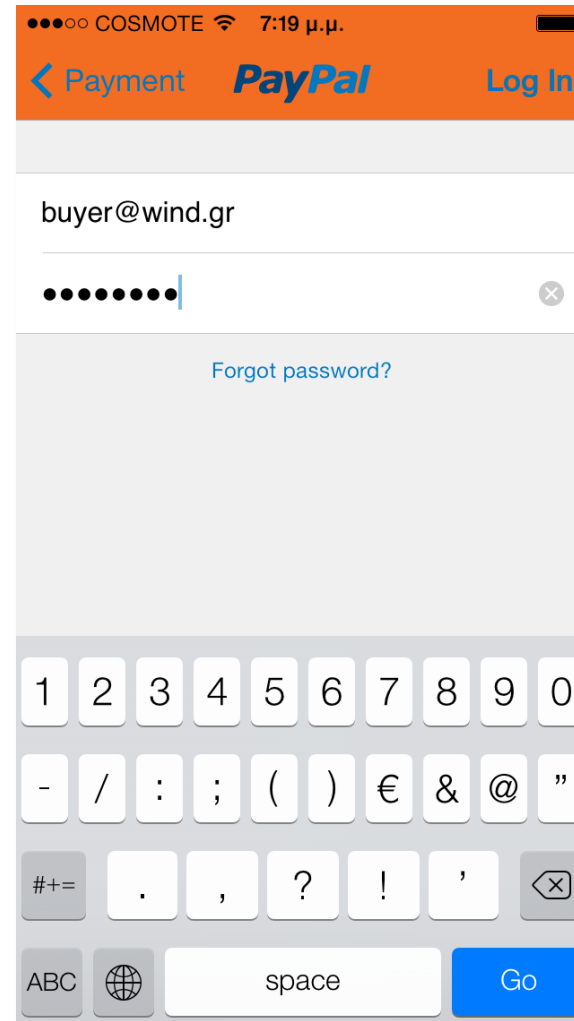 COSMOTE 7:19 μ.μ.
Payment PayPal Log In
buyer@wind.gr
••••••••
Forgot password?
1 2 3 4 5 6 7 8 9 0
- / : ; ( ) € & @ ”
#+= . , ? ! ’
ABC space Go